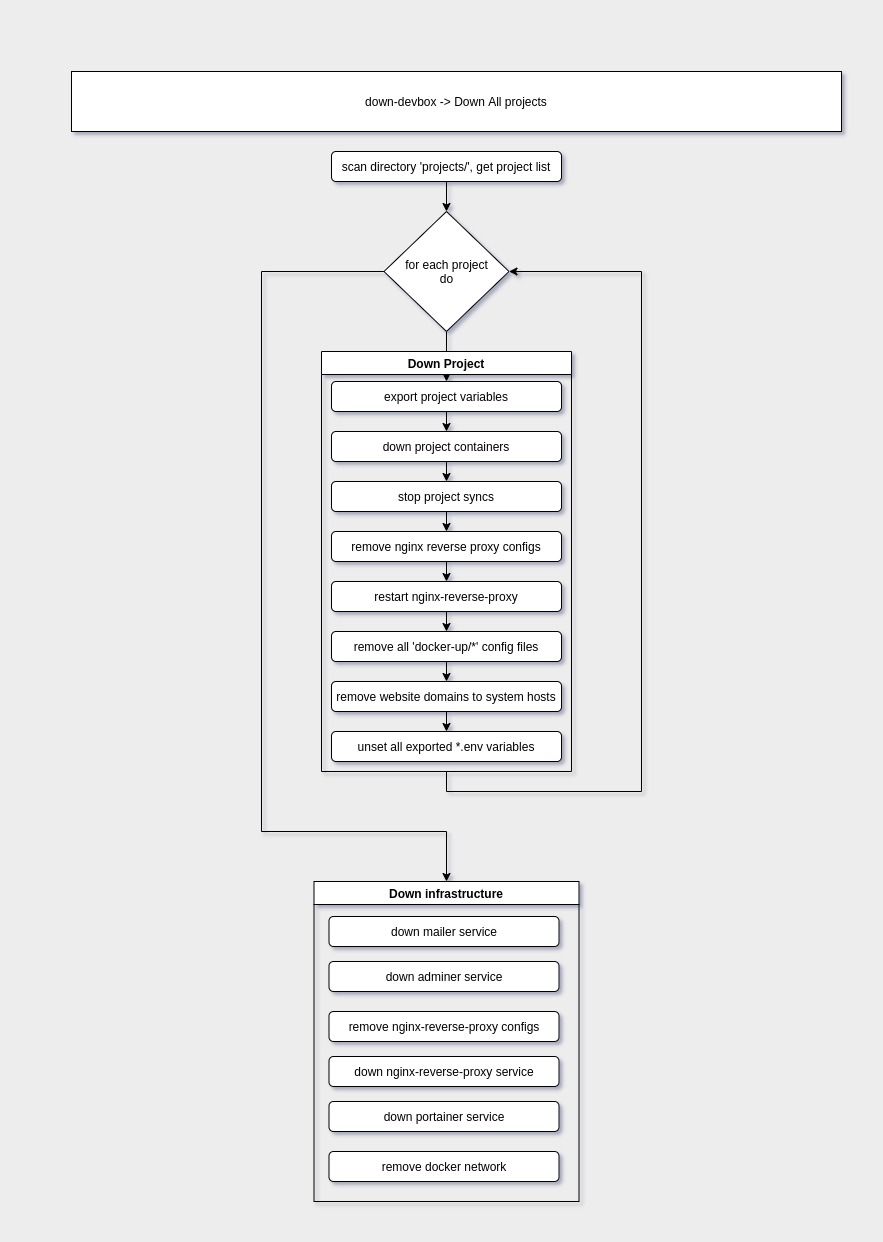 down-devbox -> Down All projects
scan directory 'projects/', get project list
for each project
do
Down Project
export project variables
down project containers
stop project syncs
remove nginx reverse proxy configs
restart nginx-reverse-proxy
remove all 'docker-up/*' config files
remove website domains to system hosts
unset all exported *.env variables
Down infrastructure
down mailer service
down adminer service
remove nginx-reverse-proxy configs
down nginx-reverse-proxy service
down portainer service
remove docker network